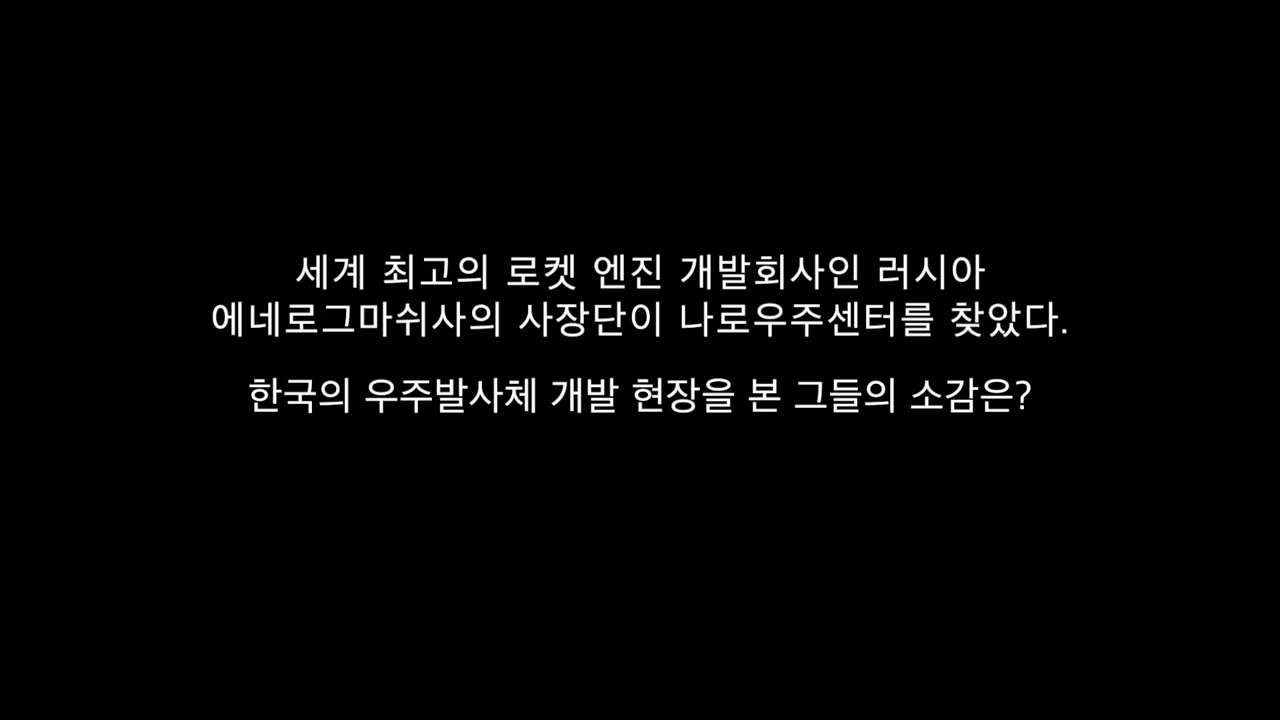 세계 최고의 로켓 엔진 개발회사인 러시아
에네로그마쉬사의 사장단이 나로우주센터를 찾았다.
한국의 우주발사체 개발 현장을 본 그들의 소감은?